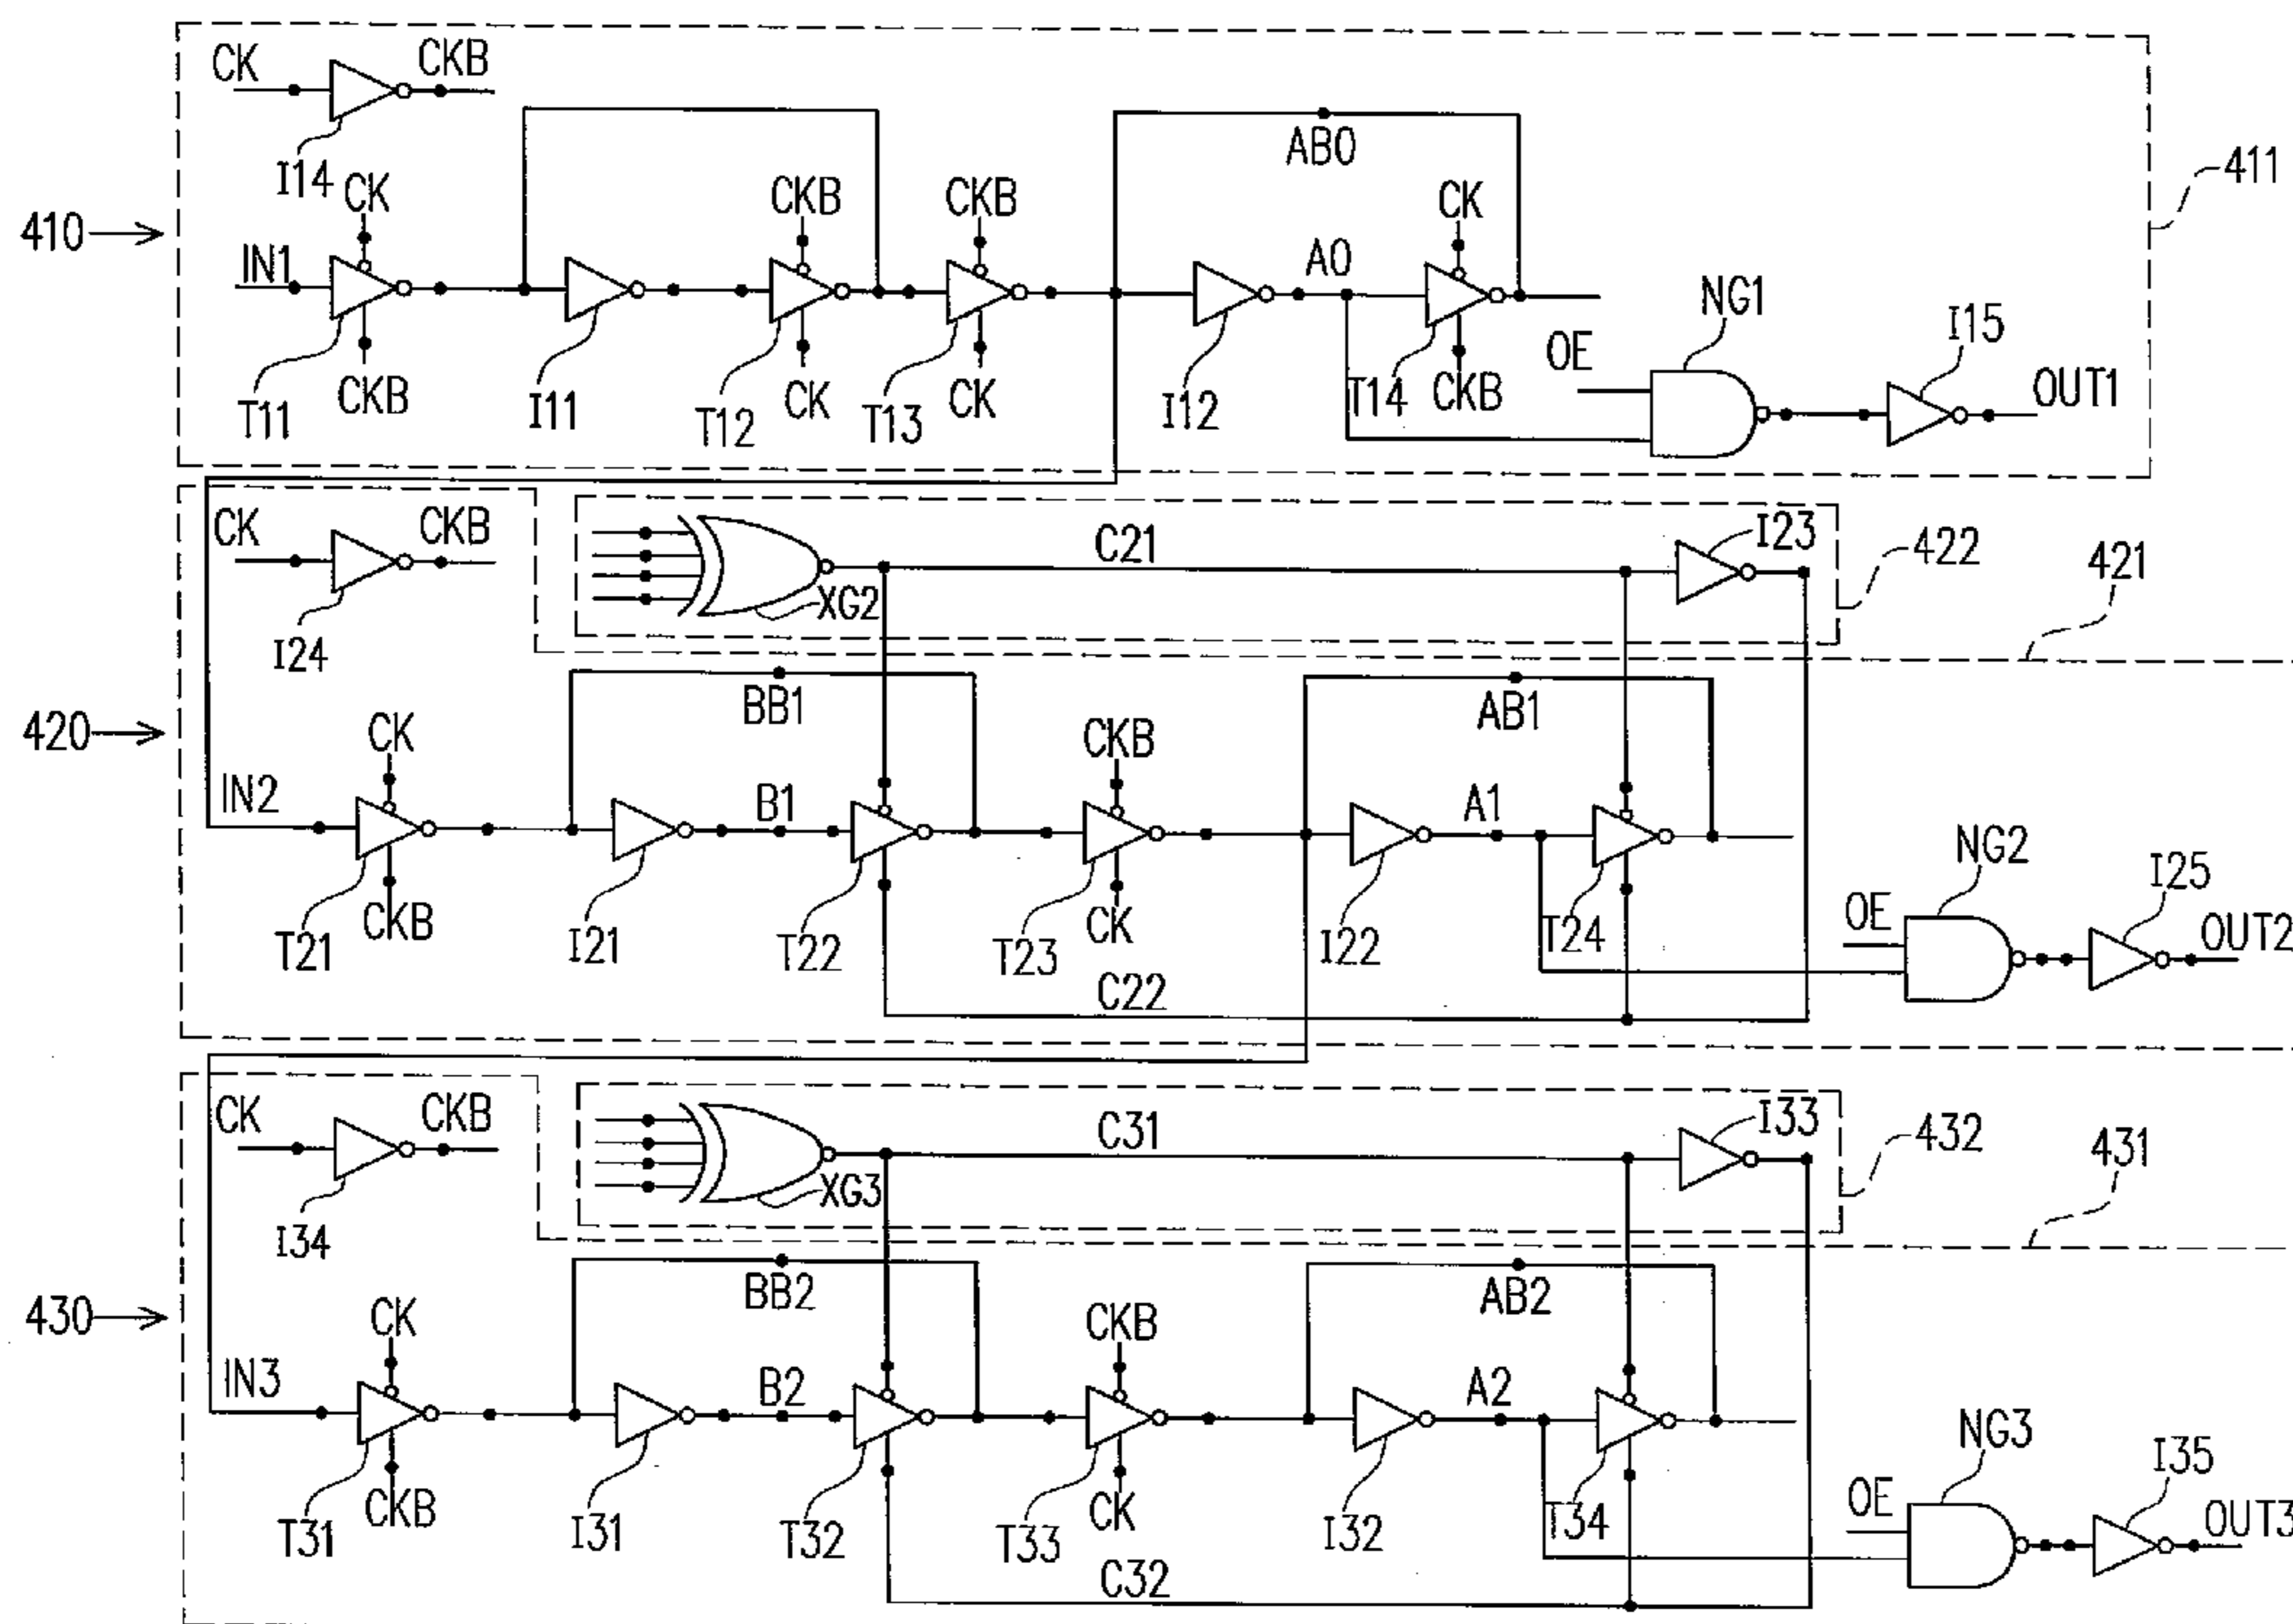 CK
CKB
I14
AB0
411
410
CK
CKB
CKB
CK
IN1
A0
NG1
I15
OE
OUT1
T11
CKB
I11
T12
CK
T13
CK
I12
T14
CKB
CK
CKB
C21
I23
422
421
XG2
I24
BB1
AB1
420
CK
CKB
IN2
B1
A1
NG2
I25
OE
OUT2
T21
CKB
I21
T22
T23
CK
I22
T24
C22
CK
CKB
C31
I33
432
431
XG3
I34
BB2
AB2
430
CK
CKB
IN3
B2
A2
NG3
I35
OE
OUT3
T31
CKB
I31
T32
T33
CK
I32
T34
C32